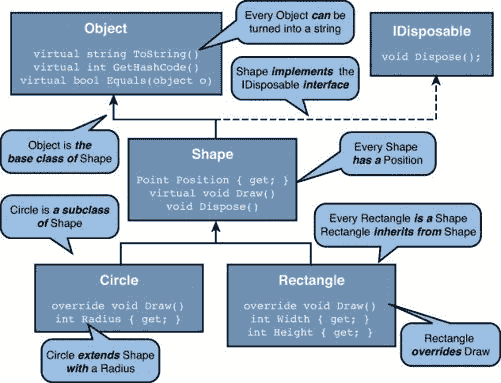 Object
virtual string ToString()
virtual int GetHashCode()
virtual bool Equals(object o)
Every Object can be
turned into a string
IDisposable
void Dispose();
Shape implements the
IDisposable interface
Object is the
base class of Shape
Shape
Point Position { get; }
virtual void Draw()
void Dispose()
Every Shape
has a Position
Circle is a subclass
of Shape
Every Rectangle is a Shape
Rectangle inherits from Shape
Circle
override void Draw()
int Radius { get; }
Rectangle
override void Draw()
int Width { get; }
int Height { get; }
Circle extends Shape
with a Radius
Rectangle
overrides Draw